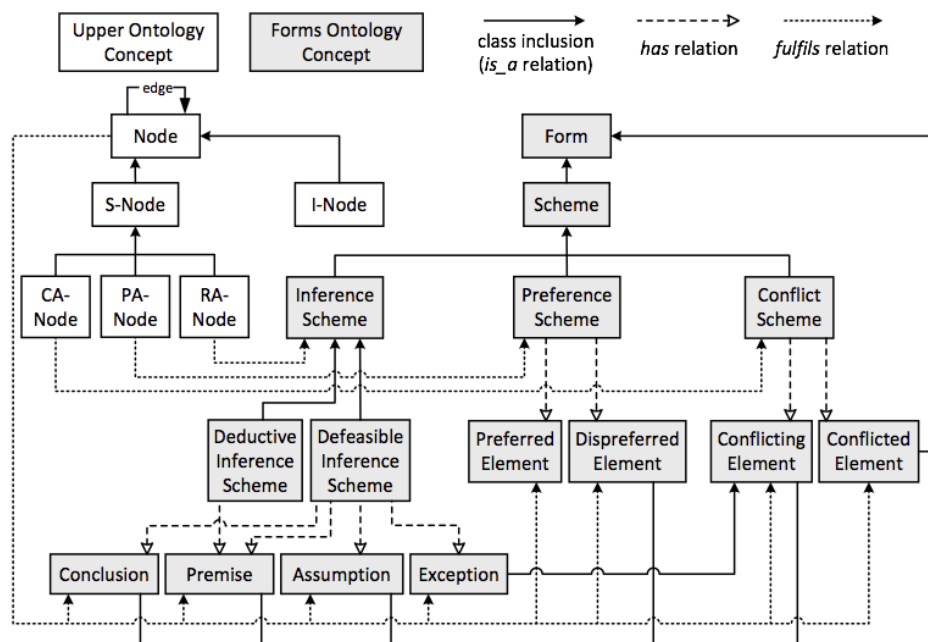 Upper Ontology
Concept
Forms Ontology
Concept
class inclusion
(is_a relation)
has relation
fulfils relation
edge
Node
Form
S-Node
I-Node
Scheme
CA-
Node
PA-
Node
RA-
Node
Inference
Scheme
Preference
Scheme
Conflict
Scheme
Deductive
Inference
Scheme
Defeasible
Inference
Scheme
Preferred
Element
Dispreferred
Element
Conflicting
Element
Conflicted
Element
Conclusion
Premise
Assumption
Exception